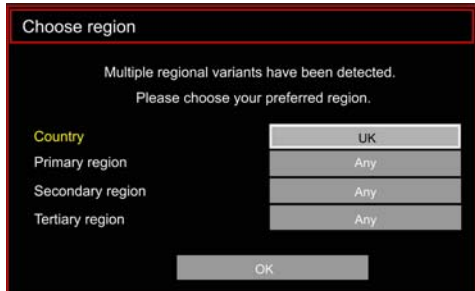 Choose region
Multiple regional variants have been detected.
Please choose your preferred region.
Country UK
Primary region Any
Secondary region Any
Tertiary region Any
OK